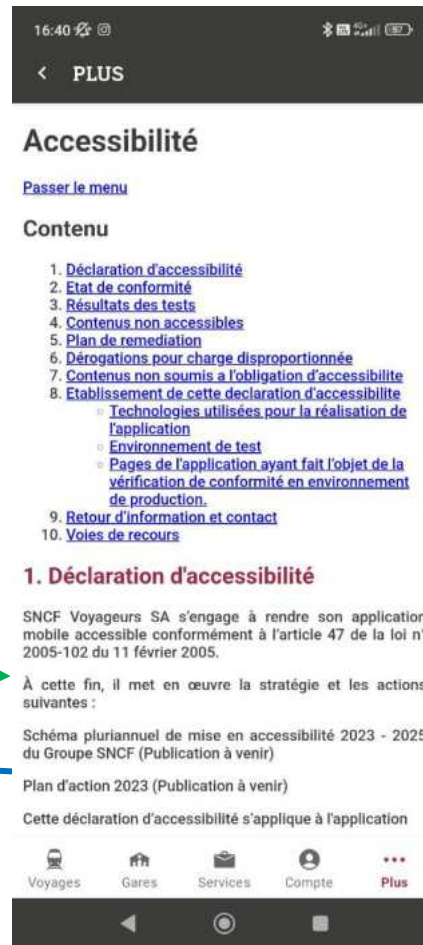 16:40
57
< PLUS
Accessibilité
Passer le menu
Contenu
1. Déclaration d'accessibilité
2. Etat de conformité
3. Résultats des tests
4. Contenus non accessibles
5. Plan de remediation
6. Dérogations pour charge disproportionnée
7. Contenus non soumis a l'obligation d'accessibilite
8. Etablissement de cette declaration d'accessibilite
Technologies utilisées pour la réalisation de
l'application
Environnement de test
Pages de l'application ayant fait l'objet de la
vérification de conformité en environnement
de production.
9. Retour d'information et contact
10. Voies de recours
1. Déclaration d'accessibilité
SNCF Voyageurs SA s'engage à rendre son application
mobile accessible conformément à l'article 47 de la loi n°
2005-102 du 11 février 2005.
À cette fin, il met en œuvre la stratégie et les actions
suivantes :
Schéma pluriannuel de mise en accessibilité 2023 - 2025
du Groupe SNCF (Publication à venir)
Plan d'action 2023 (Publication à venir)
Cette déclaration d'accessibilité s'applique à l'application
Voyages Gares Services Compte Plus